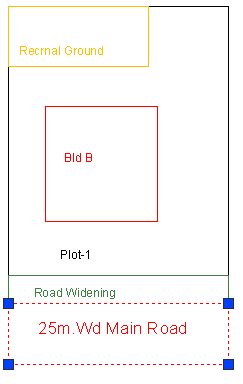 Recrnal Ground
Bld B
Plot-1
Road Widening
25m.Wd Main Road